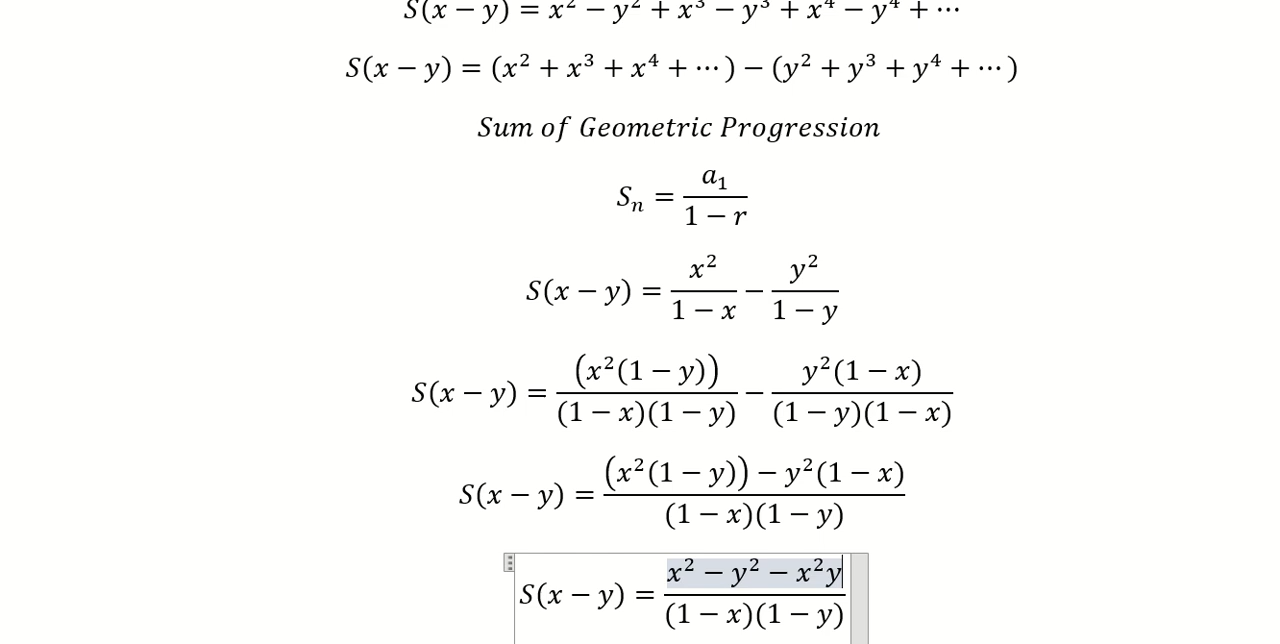 S(x − y) = x² − y² + x³ − y³ + x⁴ − y⁴ + ⋯
S(x − y) = (x² + x³ + x⁴ + ⋯ ) − (y² + y³ + y⁴ + ⋯ )
Sum of Geometric Progression
Sₙ = a₁ / (1 − r)
S(x − y) = x² / (1 − x) − y² / (1 − y)
S(x − y) = (x²(1 − y)) / (1 − x)(1 − y) − y²(1 − x) / (1 − y)(1 − x)
S(x − y) = (x²(1 − y)) − y²(1 − x) / (1 − x)(1 − y)
S(x − y) = x² − y² − x²y / (1 − x)(1 − y)